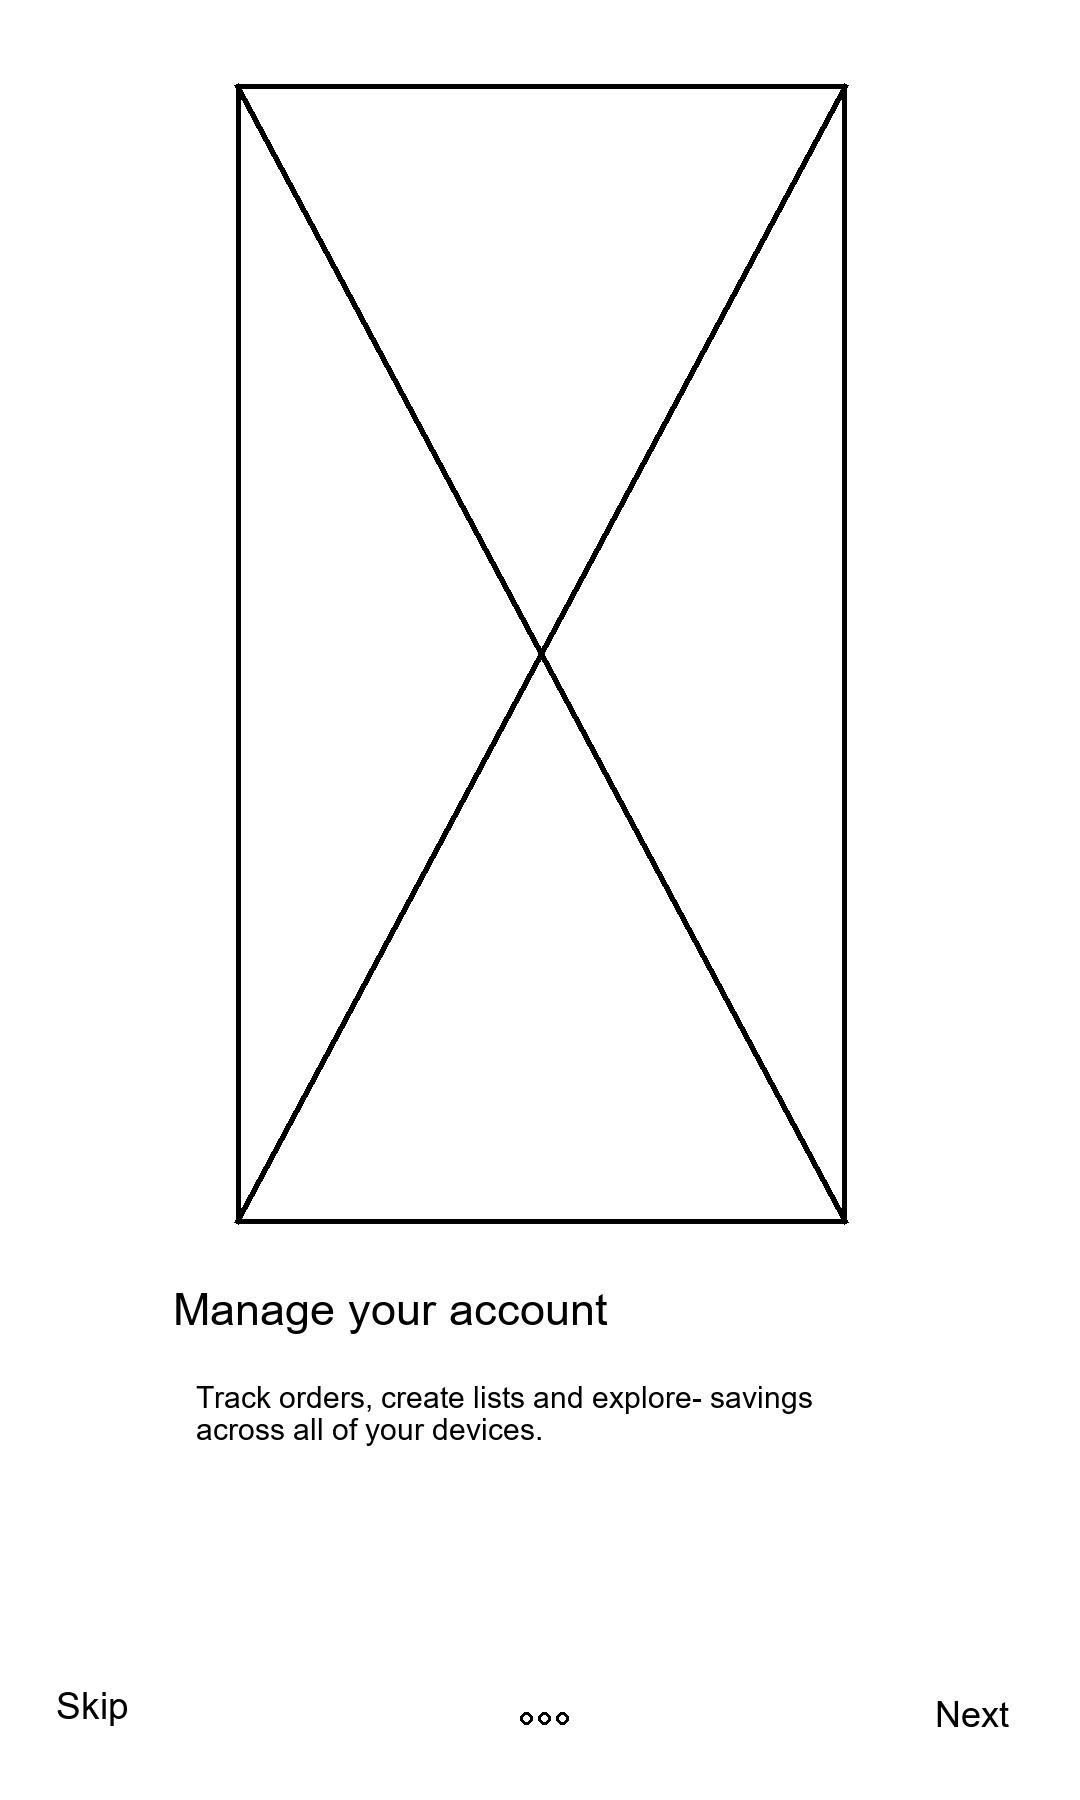 Manage your account
Track orders, create lists and explore- savings
across all of your devices.
Skip
Next